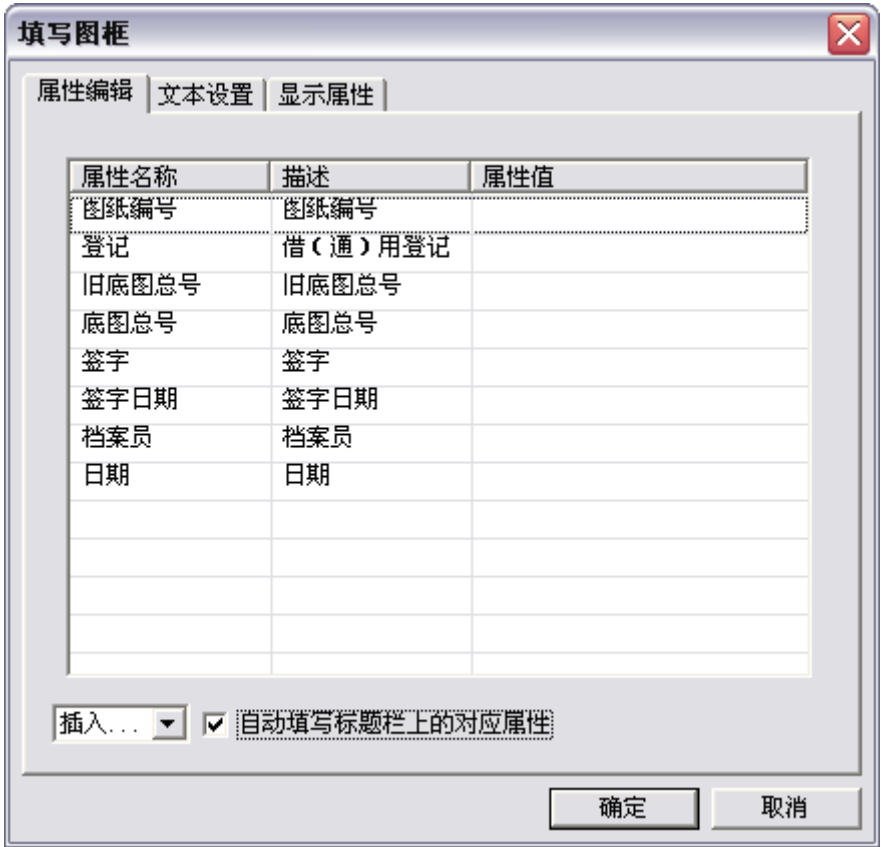 填写图框
属性编辑 文本设置 显示属性
属性名称 描述 属性值
图纸编号 图纸编号
登记 借(通)用登记
旧底图总号 旧底图总号
底图总号 底图总号
签字 签字
签字日期 签字日期
档案员 档案员
日期 日期
插入... 自动填写标题栏上的对应属性
确定 取消